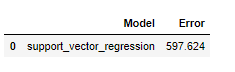 Model Error
0 support_vector_regression 597.624